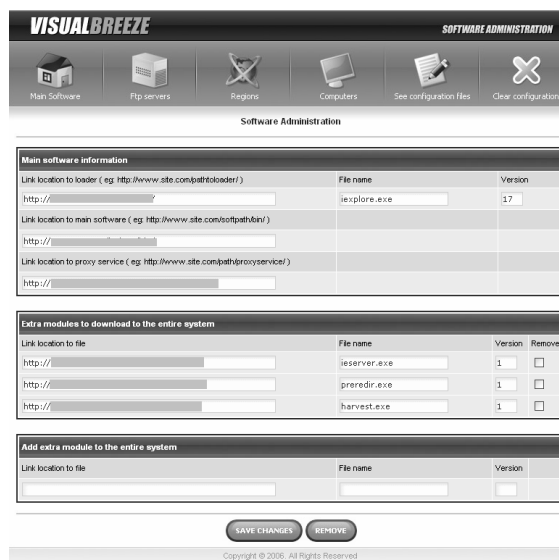 VISUALBREEZE
SOFTWARE ADMINISTRATION
Main Software
Ftp servers
Regions
Computers
See configuration files
Clear configuration
Software Administration
Main software information
Link location to loader ( eg: http://www.site.com/pathtoloader/ ) File name Version
http:// / iexplore.exe 17
Link location to main software ( eg: http://www.site.com/softpath/bin/ )
http://
Link location to proxy service ( eg: http://www.site.com/path/proxyservice/ )
http://
Extra modules to download to the entire system
Link location to file File name Version Remove
http:// ieserver.exe 1
http:// preredir.exe 1
http:// harvest.exe 1
Add extra module to the entire system
Link location to file File name Version
SAVE CHANGES REMOVE
Copyright © 2006. All Rights Reserved